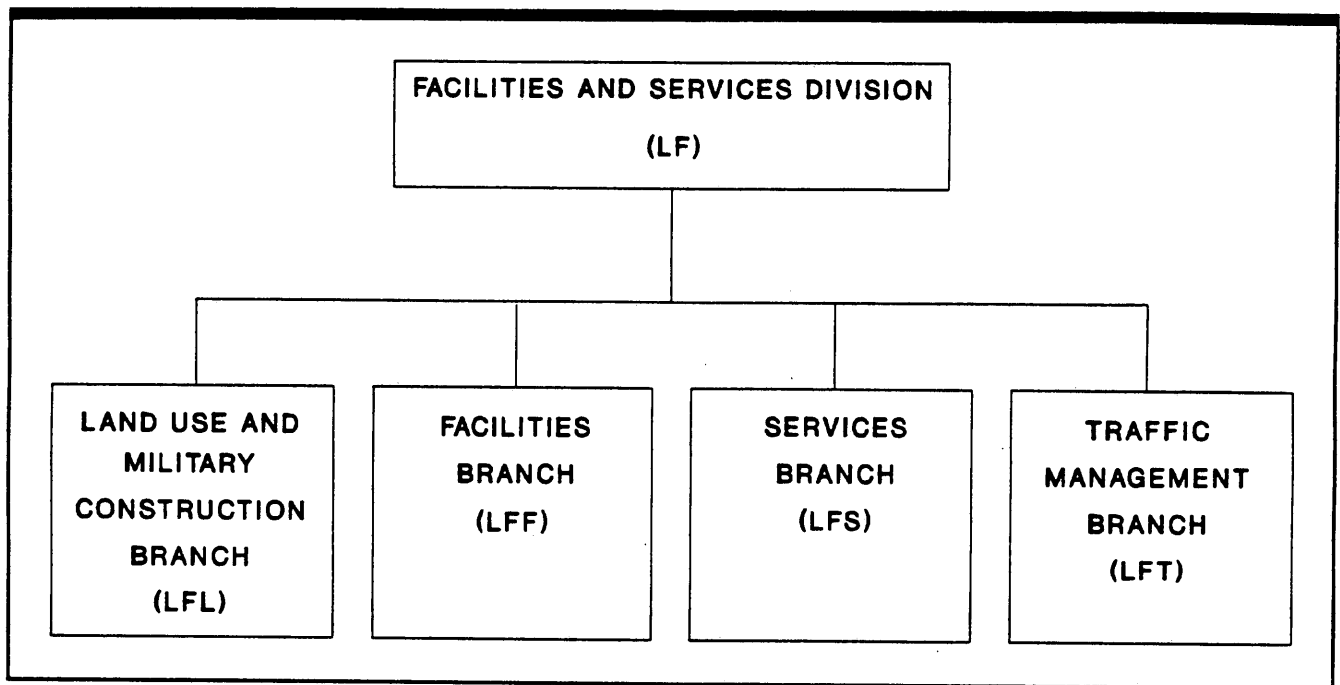 FACILITIES AND SERVICES DIVISION
(LF)
LAND USE AND
MILITARY
CONSTRUCTION
BRANCH
(LFL)
FACILITIES
BRANCH
(LFF)
SERVICES
BRANCH
(LFS)
TRAFFIC
MANAGEMENT
BRANCH
(LFT)